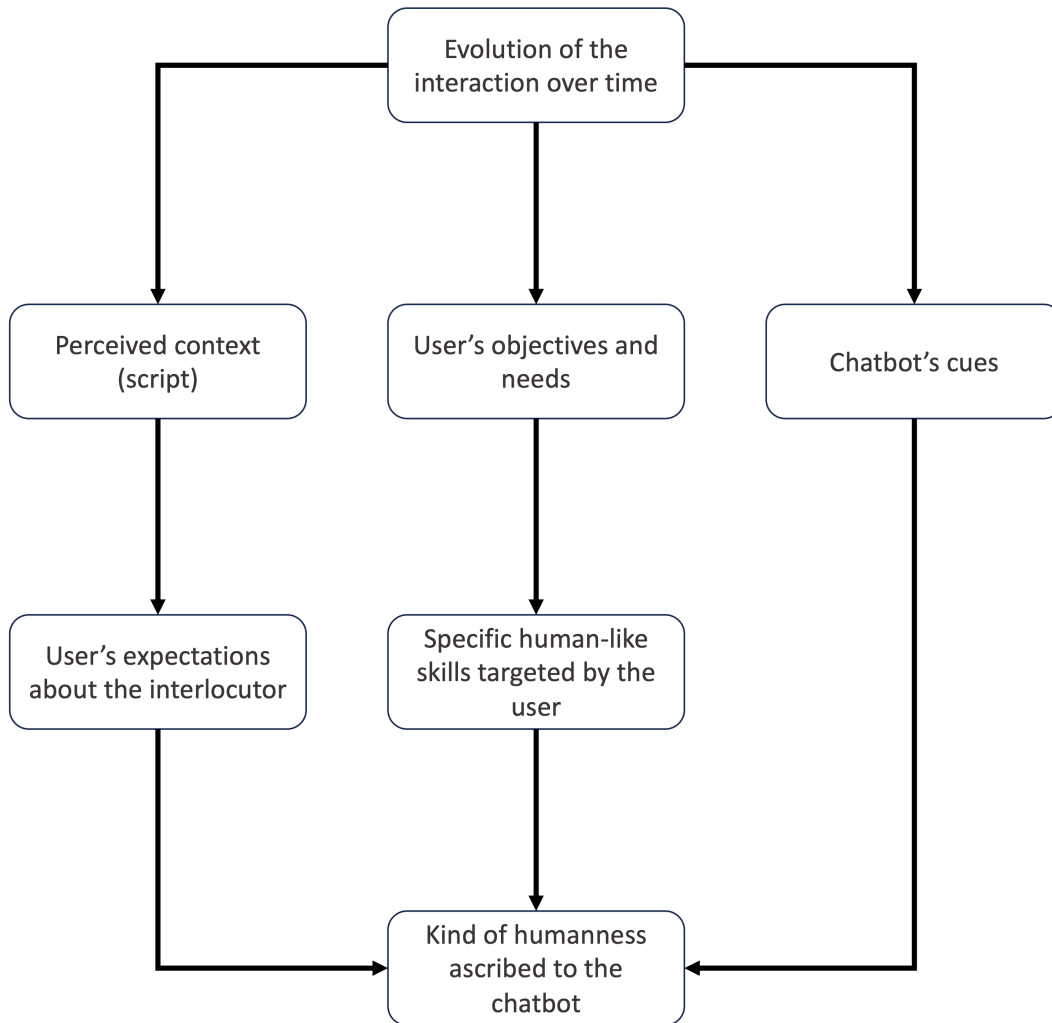 Evolution of the
interaction over time
Perceived context
(script)
User’s objectives and
needs
Chatbot’s cues
User’s expectations
about the interlocutor
Specific human-like
skills targeted by the
user
Kind of humanness
ascribed to the
chatbot